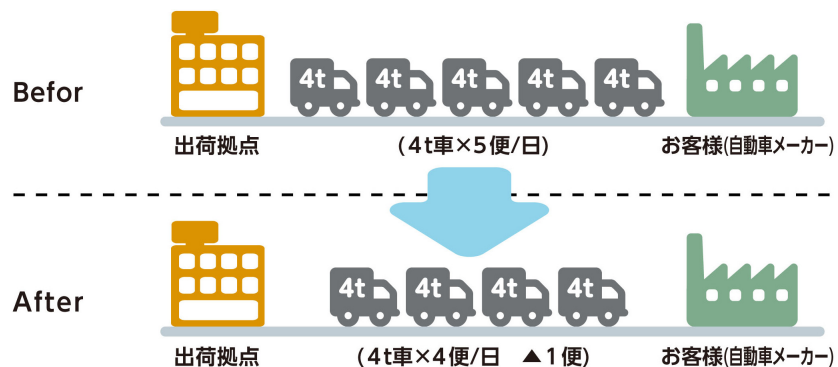 4t 4t 4t 4t 4t
Befor
出荷拠点 (4t車×5便/日) お客様(自動車メーカー)
4t 4t 4t 4t
After
出荷拠点 (4t車×4便/日 ▲1便) お客様(自動車メーカー)